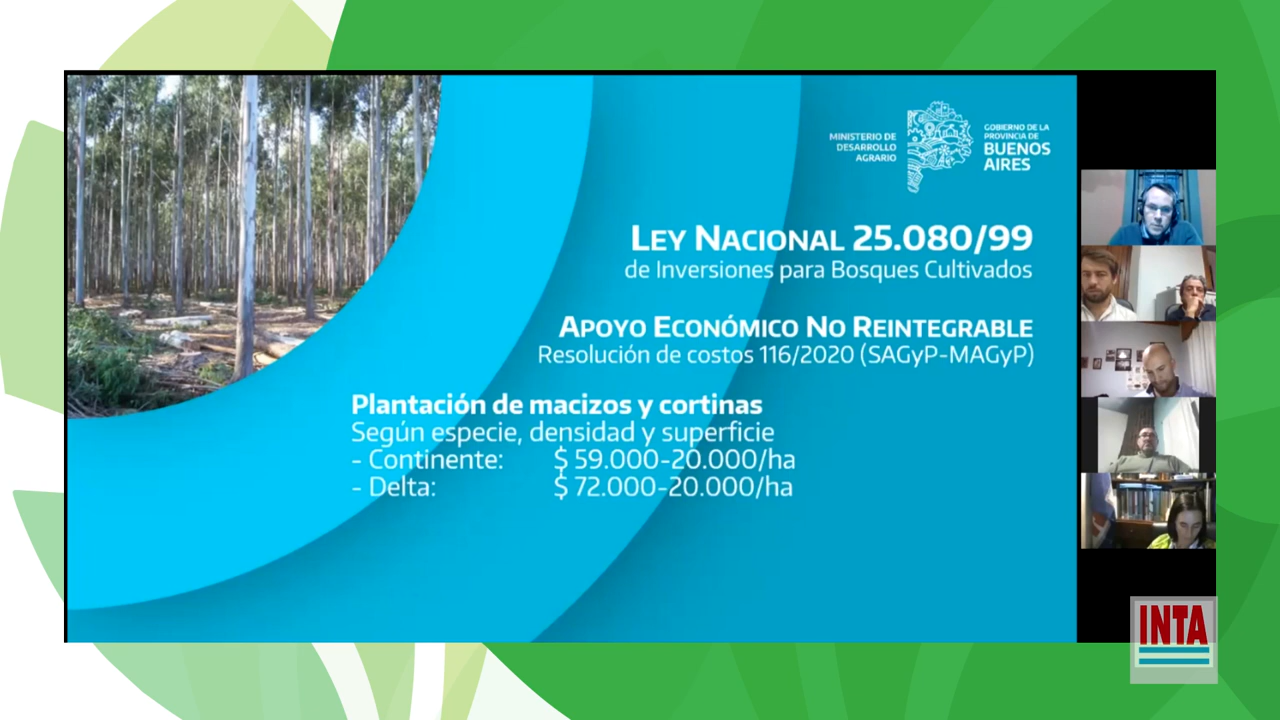 MINISTERIO DE
DESARROLLO
AGRARIO
GOBIERNO DE LA
PROVINCIA DE
BUENOS
AIRES
LEY NACIONAL 25.080/99
de Inversiones para Bosques Cultivados
APOYO ECONÓMICO NO REINTEGRABLE
Resolución de costos 116/2020 (SAGyP-MAGyP)
Plantación de macizos y cortinas
Según especie, densidad y superficie
- Continente: $ 59.000-20.000/ha
- Delta: $ 72.000-20.000/ha
INTA